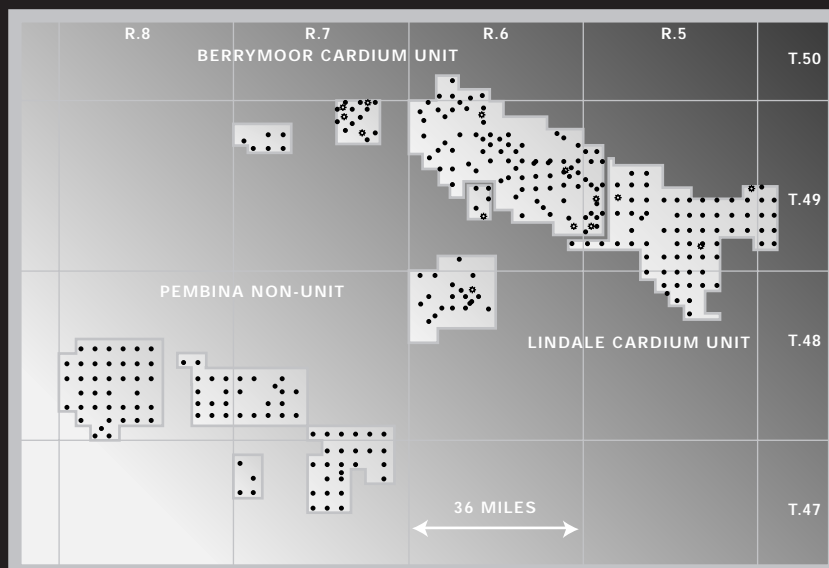 R.8 R.7 R.6 R.5
BERRYMOOR CARDIUM UNIT
T.50
T.49
PEMBINA NON-UNIT
LINDALE CARDIUM UNIT
T.48
36 MILES
T.47